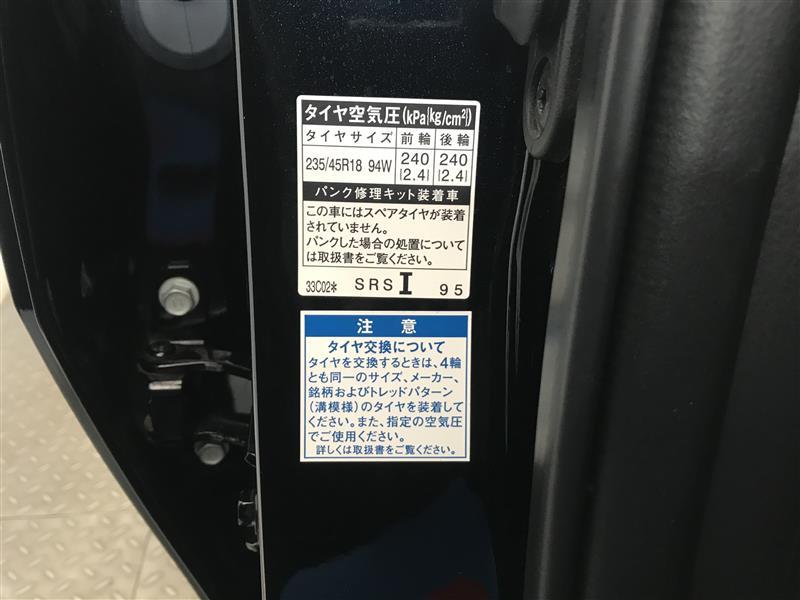 タイヤ空気圧(kPa{kg/cm²})
タイヤサイズ 前輪 後輪
235/45R18 94W 240{2.4} 240{2.4}
パンク修理キット装着車
この車にはスペアタイヤが装着
されていません。
パンクした場合の処置について
は取扱書をご覧ください。
33C02* SRS I 95
注 意
タイヤ交換について
タイヤを交換するときは、4輪
とも同一のサイズ、メーカー、
銘柄およびトレッドパターン
(溝模様)のタイヤを装着して
ください。また、指定の空気圧
でご使用ください。
詳しくは取扱書をご覧ください。